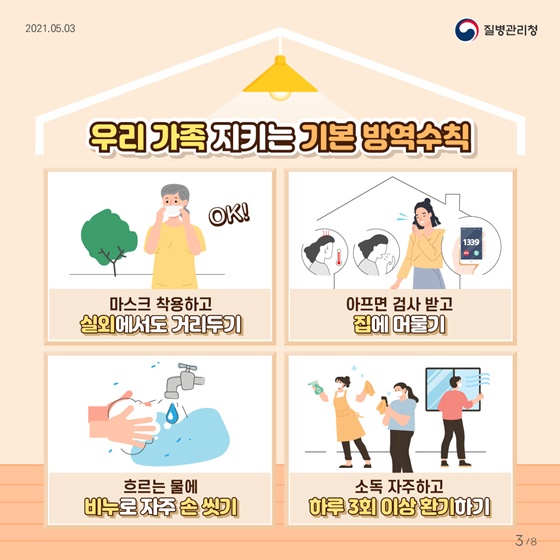 2021.05.03
질병관리청
우리 가족 지키는 기본 방역수칙
OK!
마스크 착용하고
실외에서도 거리두기
1339
아프면 검사 받고
집에 머물기
흐르는 물에
비누로 자주 손 씻기
소독 자주하고
하루 3회 이상 환기하기
3/8